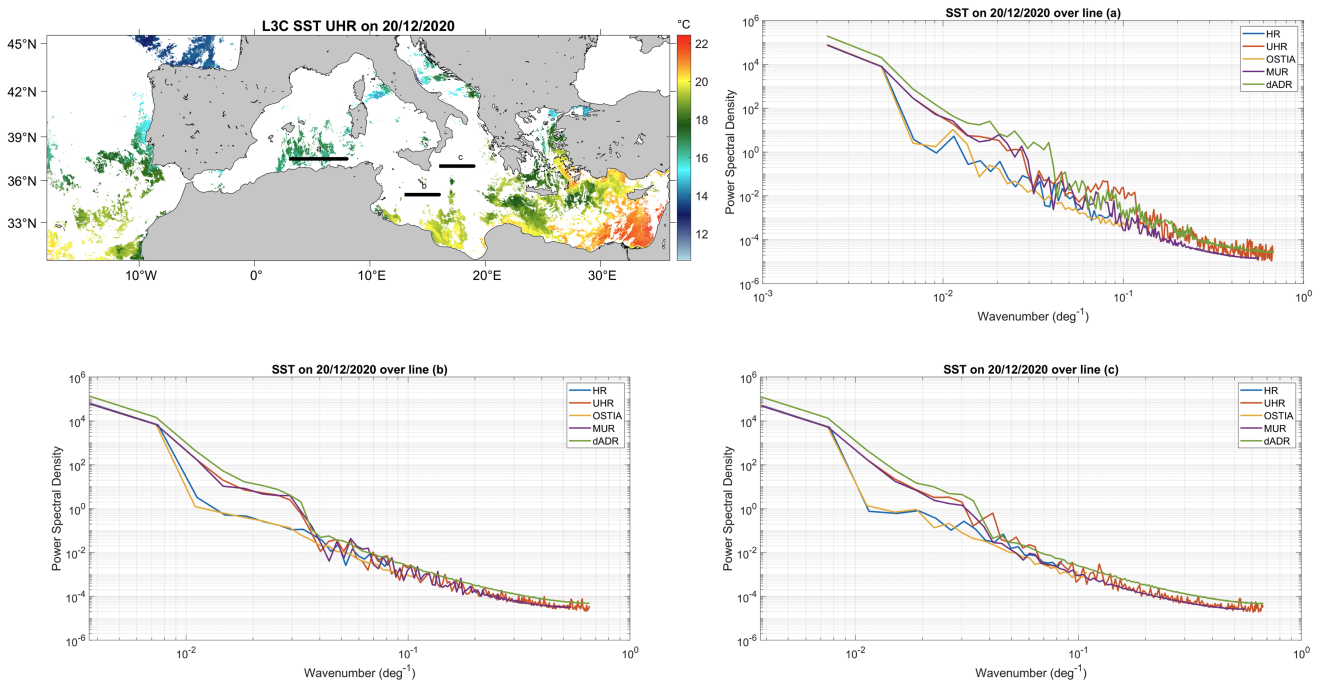 L3C SST UHR on 20/12/2020
°C
45°N
42°N
39°N
36°N
33°N
10°W
0°
10°E
20°E
30°E
22
20
18
16
14
12
a
b
c
SST on 20/12/2020 over line (a)
Power Spectral Density
10^6
10^4
10^2
10^0
10^-2
10^-4
10^-6
10^-3
10^-2
10^-1
10^0
Wavenumber (deg^-1)
HR
UHR
OSTIA
MUR
dADR
SST on 20/12/2020 over line (b)
Power Spectral Density
10^6
10^4
10^2
10^0
10^-2
10^-4
10^-6
10^-2
10^-1
10^0
Wavenumber (deg^-1)
HR
UHR
OSTIA
MUR
dADR
SST on 20/12/2020 over line (c)
Power Spectral Density
10^6
10^4
10^2
10^0
10^-2
10^-4
10^-6
10^-2
10^-1
10^0
Wavenumber (deg^-1)
HR
UHR
OSTIA
MUR
dADR